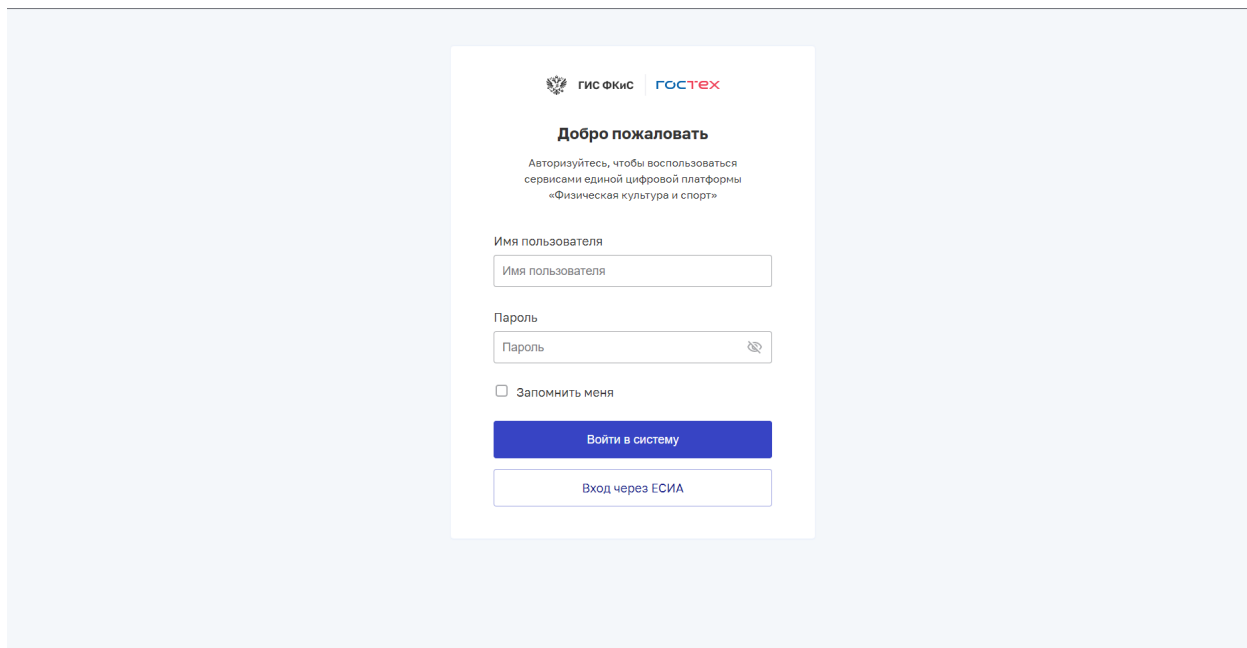 ГИС ФКиС ГОСТЕХ
Добро пожаловать
Авторизуйтесь, чтобы воспользоваться
сервисами единой цифровой платформы
«Физическая культура и спорт»
Имя пользователя
Имя пользователя
Пароль
Пароль
Запомнить меня
Войти в систему
Вход через ЕСИА